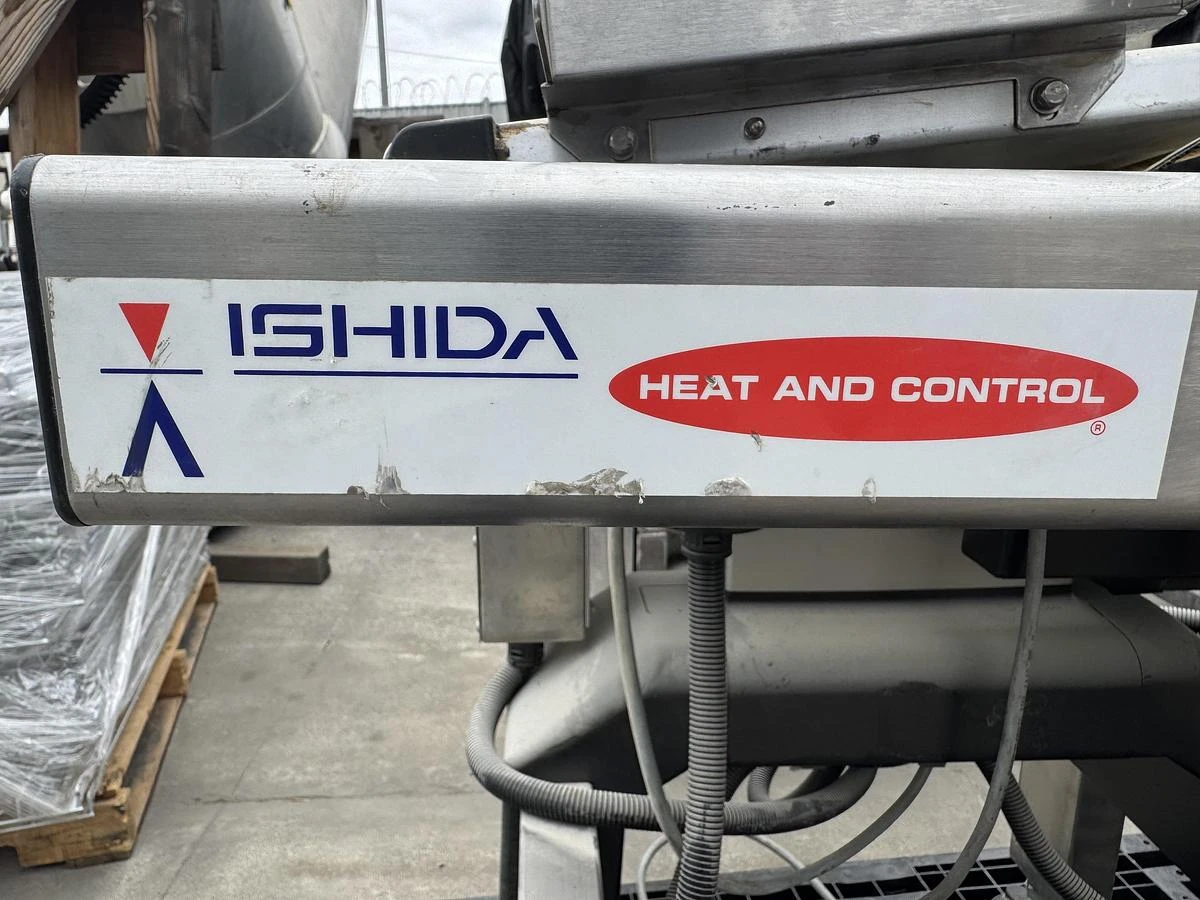 ISHIDA
HEAT AND CONTROL
®